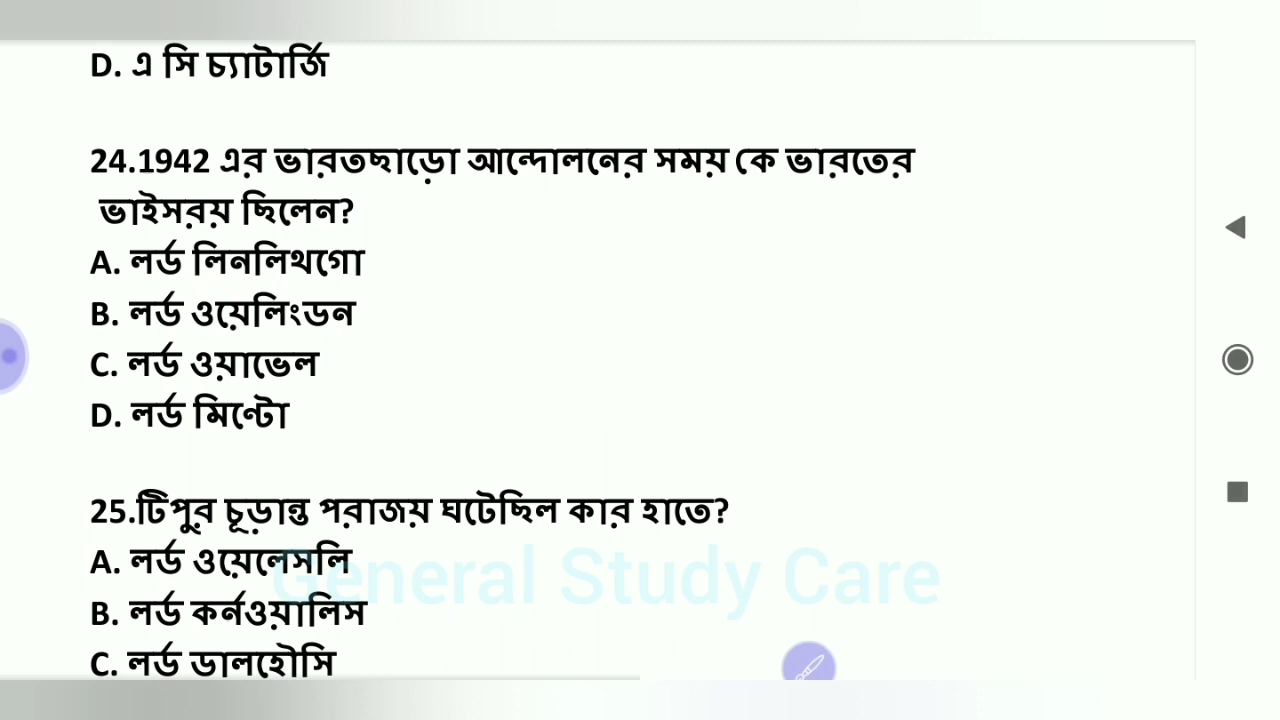 D. এ সি চ্যাটার্জি
24.1942 এর ভারতছাড়ো আন্দোলনের সময় কে ভারতের
ভাইসরয় ছিলেন?
A. লর্ড লিনলিথগো
B. লর্ড ওয়েলিংডন
C. লর্ড ওয়াভেল
D. লর্ড মিণ্টো
25.টিপুর চূড়ান্ত পরাজয় ঘটেছিল কার হাতে?
A. লর্ড ওয়েলেসলি
General Study Care
B. লর্ড কর্নওয়ালিস
C. লর্ড ডালহৌসি